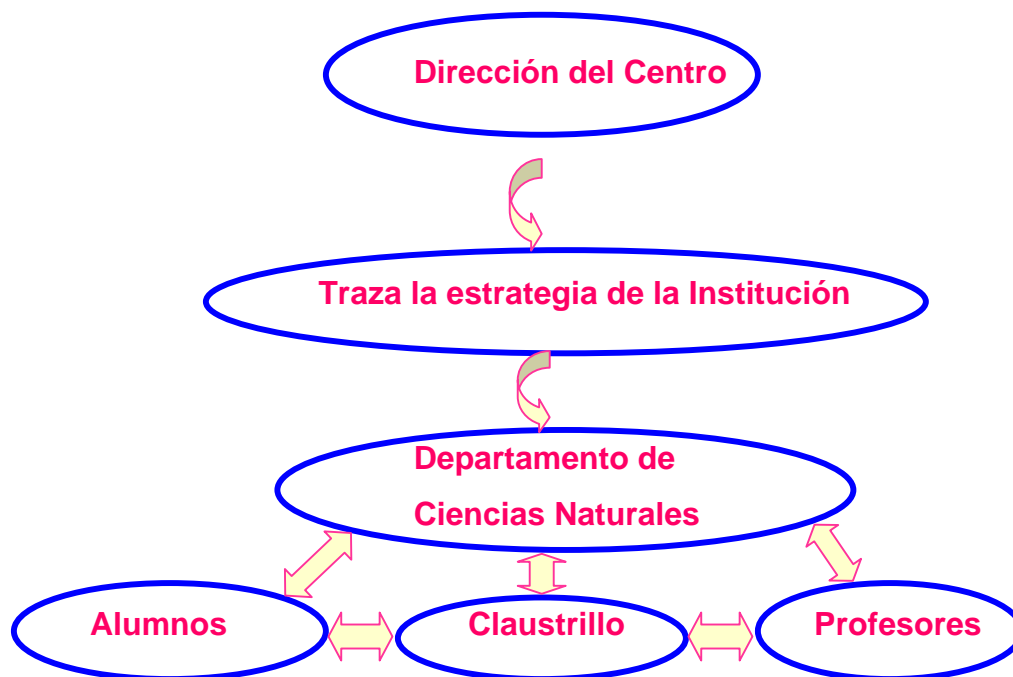 Dirección del Centro
Traza la estrategia de la Institución
Departamento de
Ciencias Naturales
Alumnos
Claustrillo
Profesores